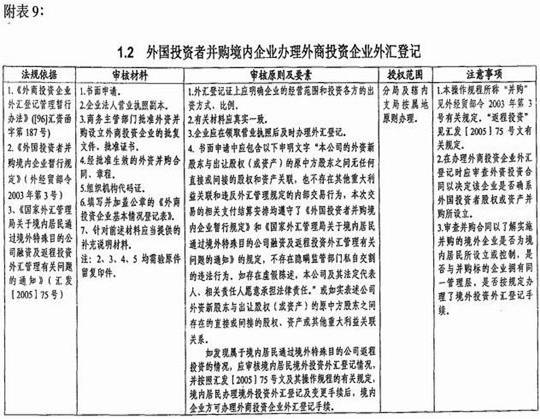 附表9：
1.2 外国投资者并购境内企业办理外商投资企业外汇登记
法规依据
审核材料
审核原则及要素
授权范围
注意事项
1.《外商投资企
业外汇登记管理暂行
办法》（[96]汇资函字
第 187 号）
2.《外国投资者并
购境内企业暂行规
定》（外经贸部令
2003 年第 3 号）
3.《国家外汇管理
局关于境内居民通
过境外特殊目的公
司融资及返程投资
外汇管理有关问题
的通知》（汇发
[2005]75 号）
1.书面申请。
2.企业法人营业执照副本。
3.商务主管部门批准外资并
购设立外商投资企业的批复
文件、批准证书。
4.经批准生效的外资并购合
同、章程。
5.组织机构代码证。
6.填写并加盖公章的《外商
投资企业基本情况登记表》。
7、针对前述材料应当提供的
补充说明材料。
注：2、3、4、5 均需验原件
留复印件。
1.外汇登记证上应明确企业的经营范围和投资各方的出
资方式、比例。
2.有关材料应真实一致。
3.企业应在领取营业执照后及时办理外汇登记。
4. 书面申请中应包含以下申明文字“本公司的外资新
股东与出让股权（或资产）的原中方股东之间无任何
直接或间接的股权和资产关联，也不存在其他重大利
益关联和违反外汇管理规定的内部交易行为，本次交
易的相关支付结算安排均遵守了《外国投资者并购境
内企业暂行规定》和《国家外汇管理局关于境内居民
通过境外特殊目的公司融资及返程投资外汇管理有关
问题的通知》的规定，不存在隐瞒监管部门私自交割
的违法行为。如存在虚假陈述，本公司及其法定代表
人、相关责任人愿意承担法律责任。”或如实表述公司
外资新股东与出让股权（或资产）的原中方股东之间
存在的直接或间接的股权、资产或其他重大利益关联
关系。
如发现属于境内居民通过境外特殊目的公司返程
投资的情况，应审核境内居民境外投资外汇登记情况，
并按照汇发[2005]75 号文及其操作规程的有关规定，
境内居民办理境外投资外汇登记及变更手续后，境内
企业方可办理外商投资企业外汇登记手续。
分局及辖内
支局按属地
原则办理。
1.本操作规程所称“并购”
见外经贸部令 2003 年第 3
号有关规定。“返程投资”
见汇发[2005]75 号文有
关规定。
2.在办理外商投资企业外汇
登记时应审查外资投资合
同以决定该企业是否确系
外国投资者股权或资产并
购所设立。
3.审查并购合同以了解实施
并购的境外企业是否为境
内居民所设立或控制，是
否与并购标的企业拥有同
一管理层，是否按规定办
理了境外投资外汇登记手
续。